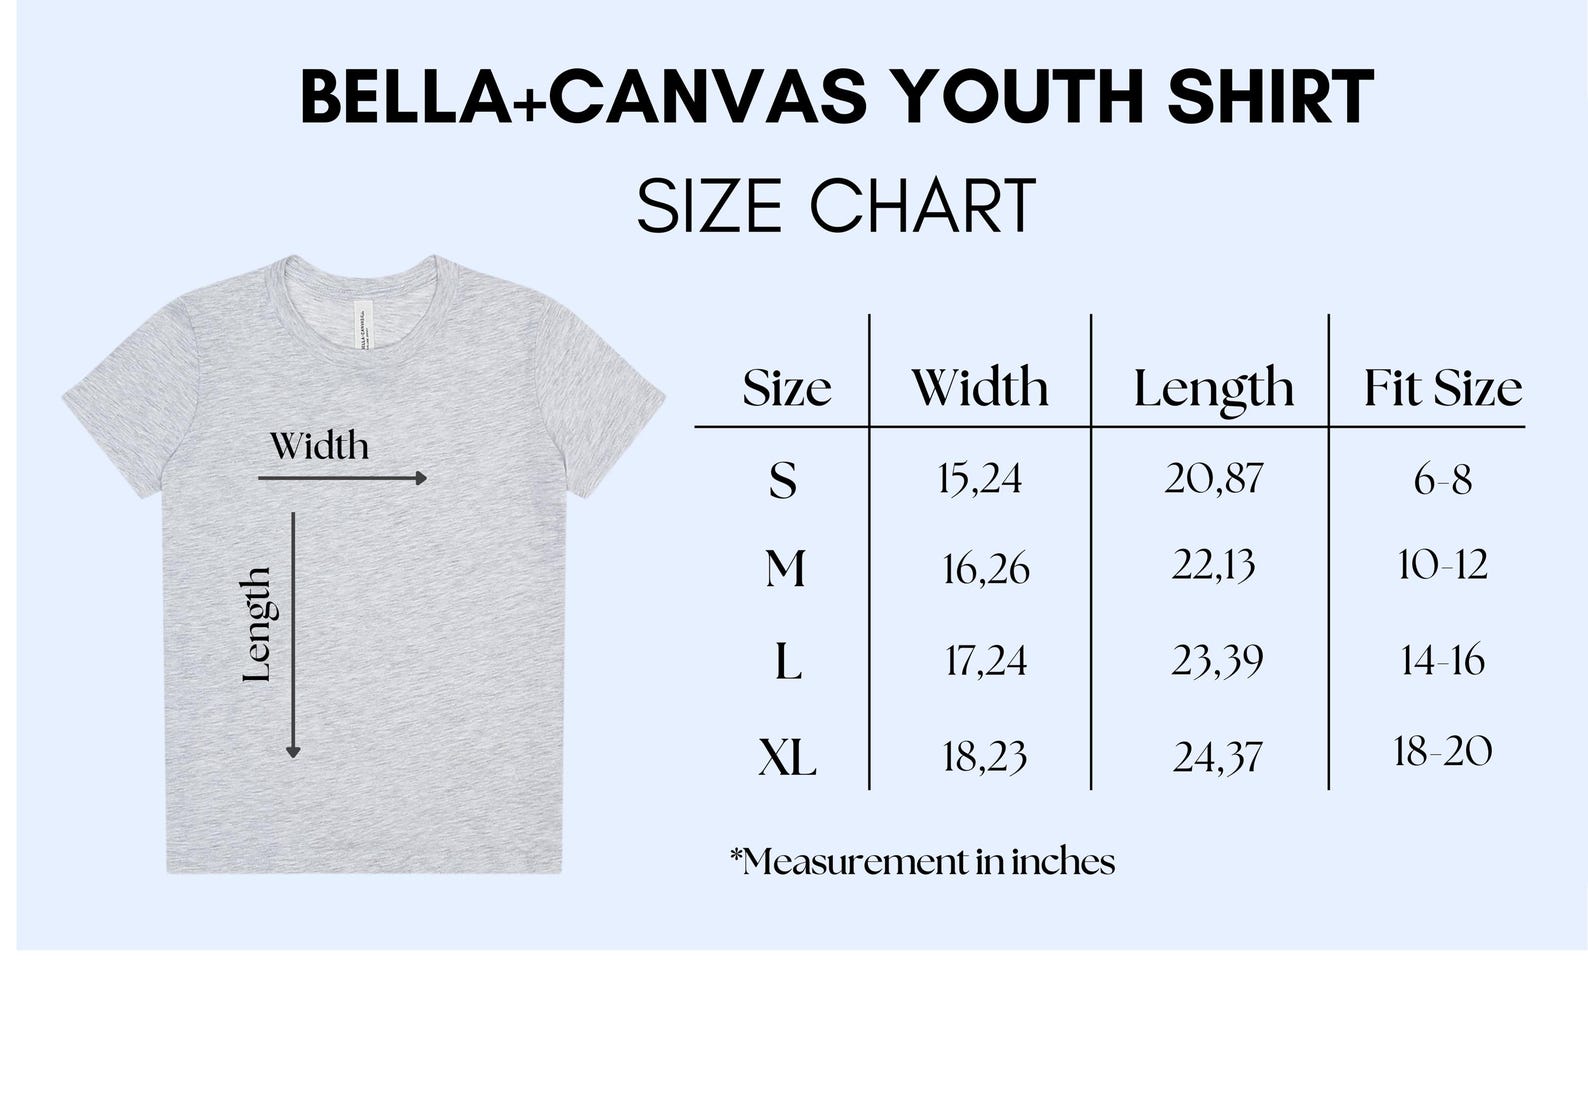 BELLA+CANVAS YOUTH SHIRT
SIZE CHART
BELLA+CANVAS
Width
Length
Size Width Length Fit Size
S 15,24 20,87 6-8
M 16,26 22,13 10-12
L 17,24 23,39 14-16
XL 18,23 24,37 18-20
*Measurement in inches